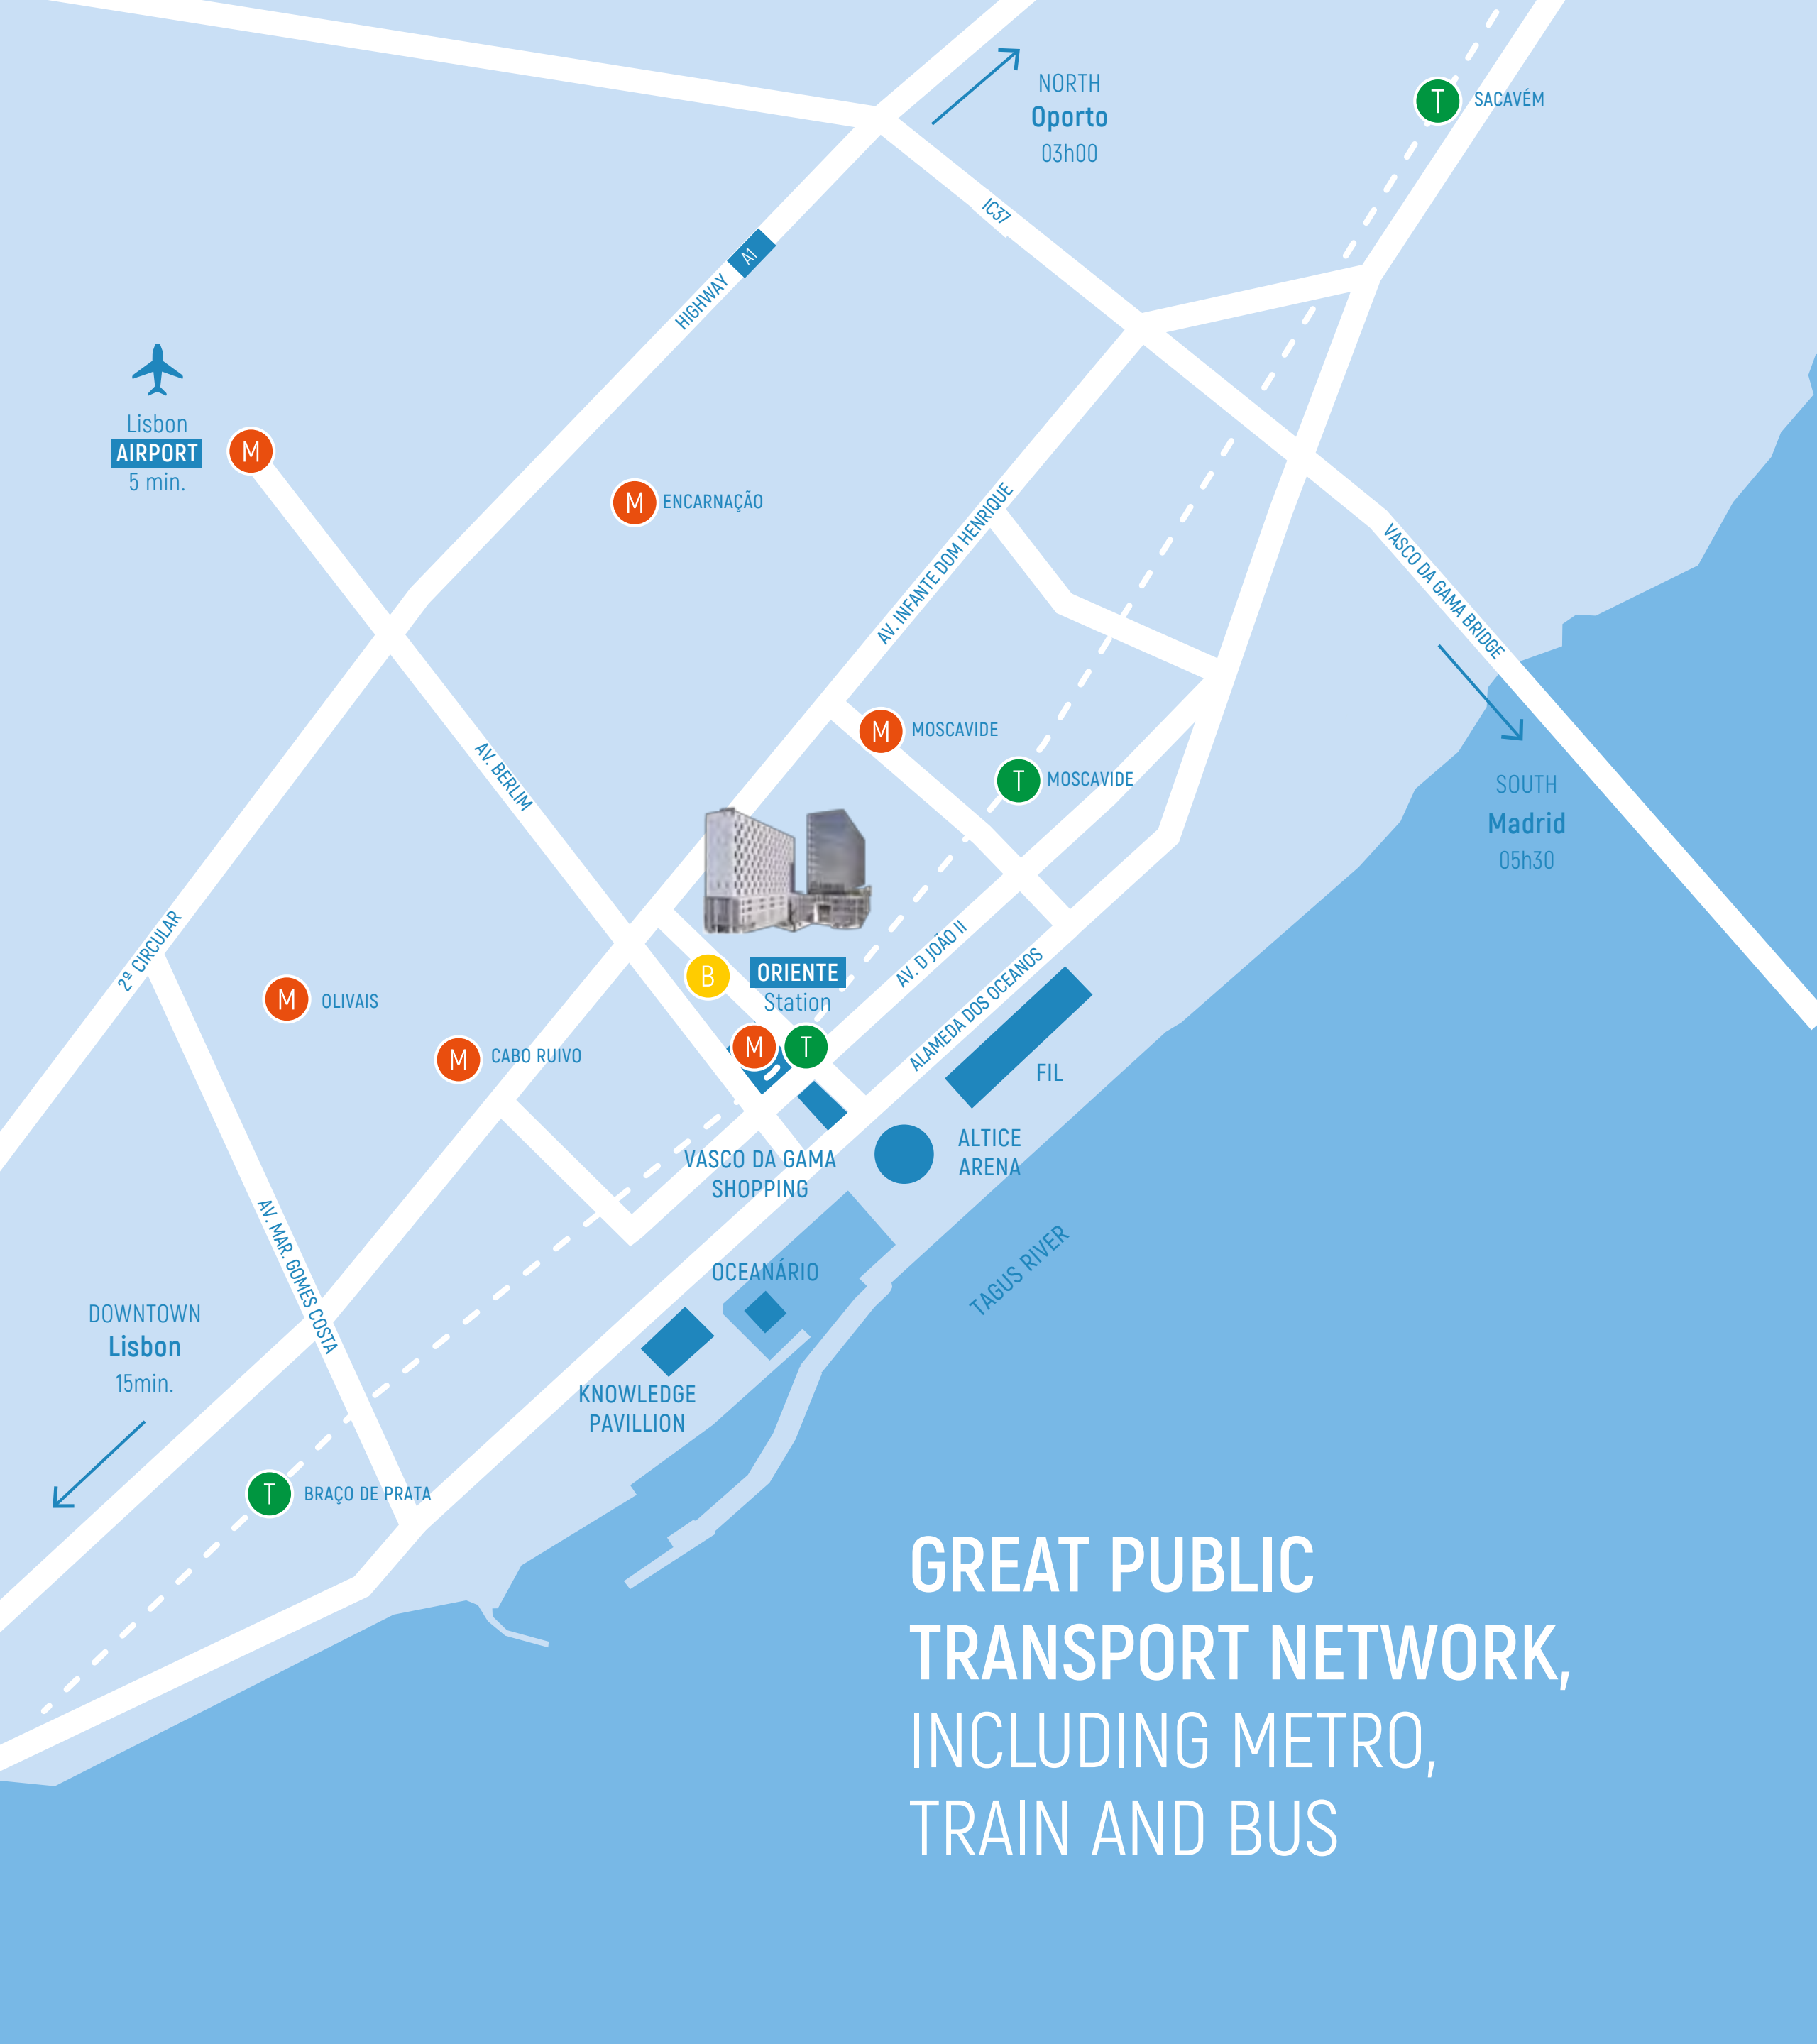 NORTH
Oporto
03h00
T
SACAVÉM
IC37
A1
HIGHWAY
Lisbon
AIRPORT
5 min.
M
M
ENCARNAÇÃO
AV. INFANTE DOM HENRIQUE
VASCO DA GAMA BRIDGE
M
MOSCAVIDE
T
MOSCAVIDE
AV. BERLIM
SOUTH
Madrid
05h30
2ª CIRCULAR
B
ORIENTE
Station
AV. D JOÃO II
ALAMEDA DOS OCEANOS
M
OLIVAIS
M
CABO RUIVO
M
T
FIL
ALTICE
ARENA
VASCO DA GAMA
SHOPPING
TAGUS RIVER
OCEANÁRIO
AV. MAR. GOMES COSTA
DOWNTOWN
Lisbon
15min.
KNOWLEDGE
PAVILLION
T
BRAÇO DE PRATA
GREAT PUBLIC
TRANSPORT NETWORK,
INCLUDING METRO,
TRAIN AND BUS